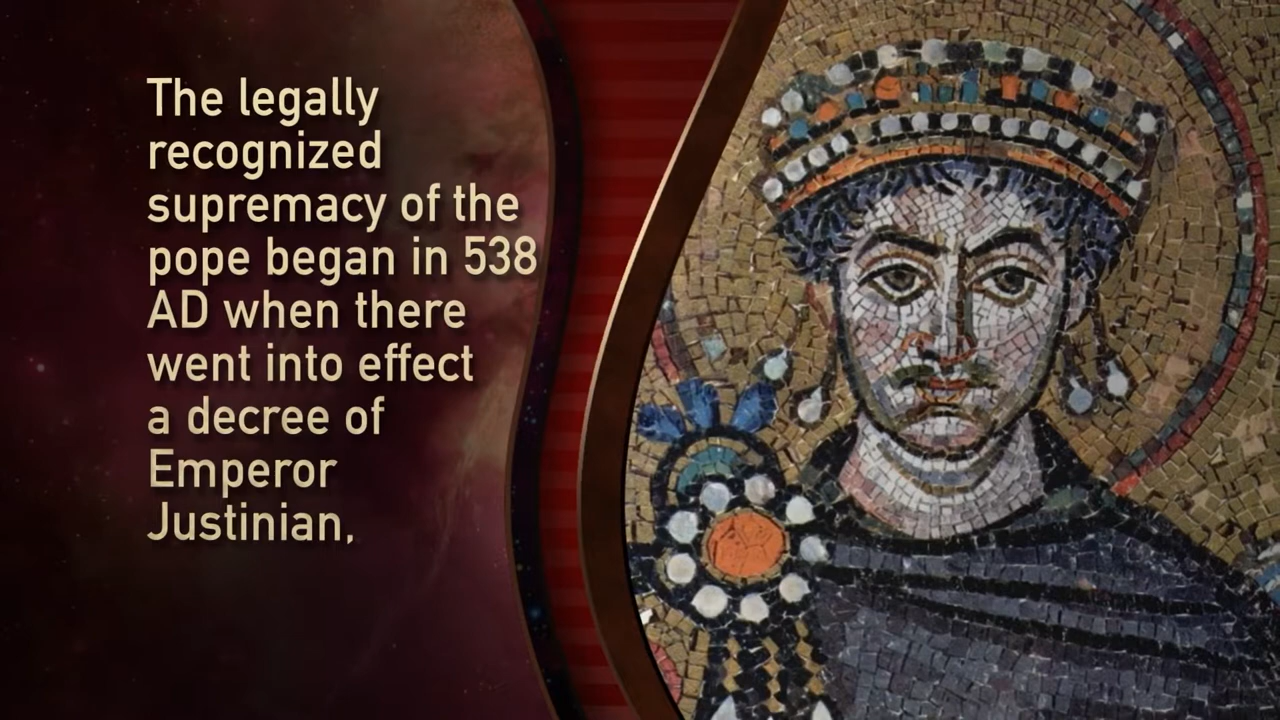 The legally
recognized
supremacy of the
pope began in 538
AD when there
went into effect
a decree of
Emperor
Justinian,